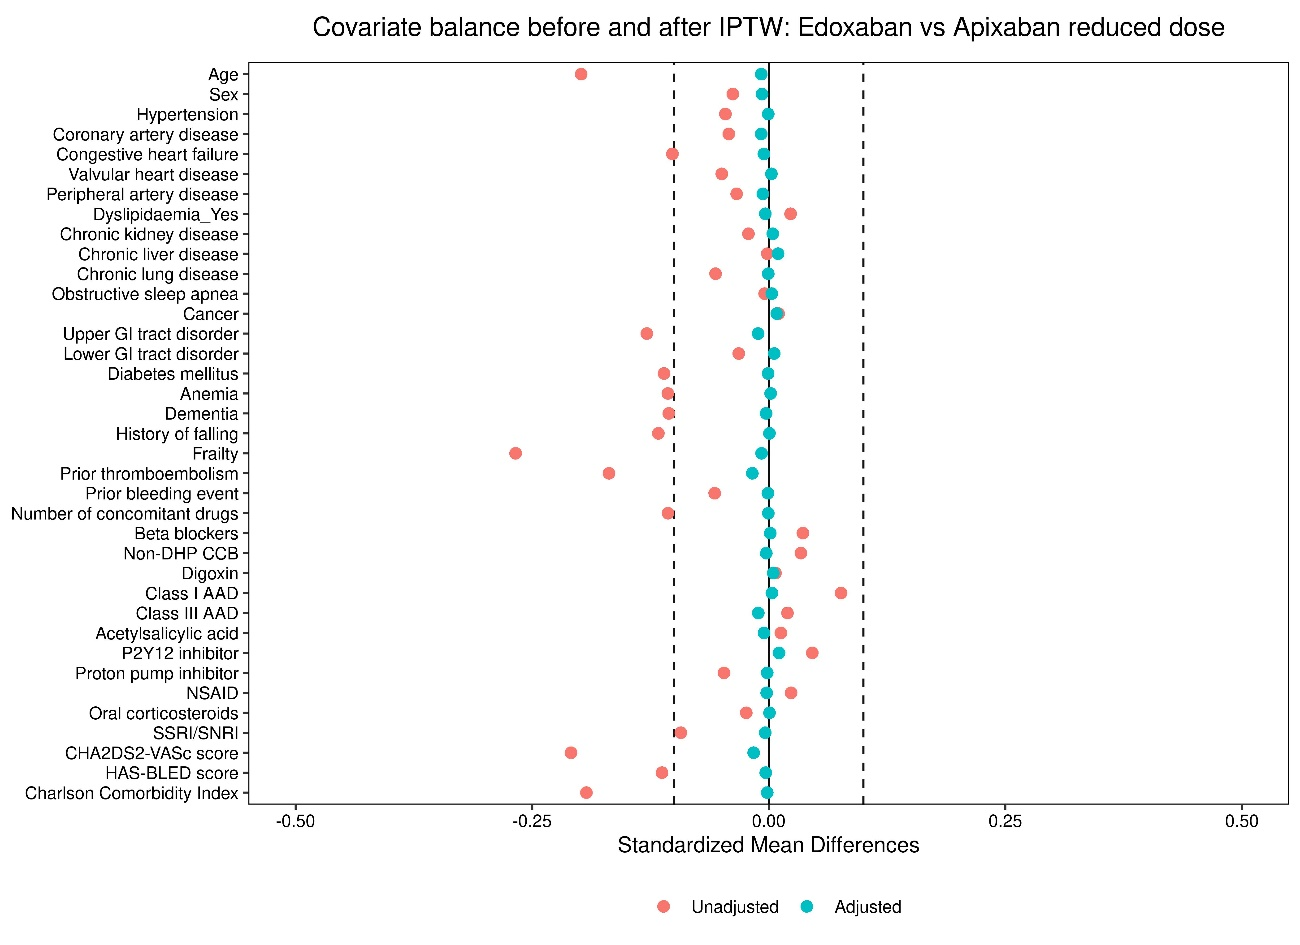 Covariate balance before and after IPTW: Edoxaban vs Apixaban reduced dose
Age
Sex
Hypertension
Coronary artery disease
Congestive heart failure
Valvular heart disease
Peripheral artery disease
Dyslipidaemia_Yes
Chronic kidney disease
Chronic liver disease
Chronic lung disease
Obstructive sleep apnea
Cancer
Upper GI tract disorder
Lower GI tract disorder
Diabetes mellitus
Anemia
Dementia
History of falling
Frailty
Prior thromboembolism
Prior bleeding event
Number of concomitant drugs
Beta blockers
Non-DHP CCB
Digoxin
Class I AAD
Class III AAD
Acetylsalicylic acid
P2Y12 inhibitor
Proton pump inhibitor
NSAID
Oral corticosteroids
SSRI/SNRI
CHA2DS2-VASc score
HAS-BLED score
Charlson Comorbidity Index
-0.50 -0.25 0.00 0.25 0.50
Standardized Mean Differences
Unadjusted Adjusted